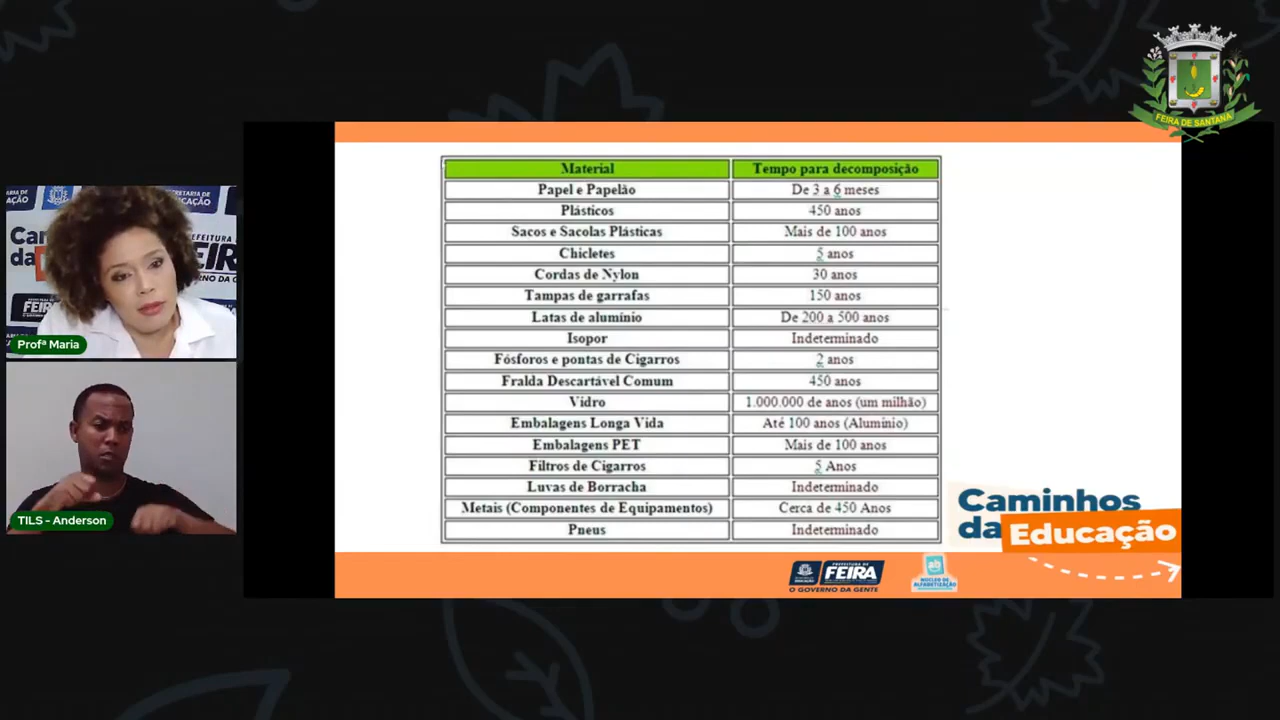 FEIRA DE SANTANA
Material Tempo para decomposição
Papel e Papelão De 3 a 6 meses
Plásticos 450 anos
Sacos e Sacolas Plásticas Mais de 100 anos
Chicletes 5 anos
Cordas de Nylon 30 anos
Tampas de garrafas 150 anos
Latas de alumínio De 200 a 500 anos
Isopor Indeterminado
Fósforos e pontas de Cigarros 2 anos
Fralda Descartável Comum 450 anos
Vidro 1.000.000 de anos (um milhão)
Embalagens Longa Vida Até 100 anos (Alumínio)
Embalagens PET Mais de 100 anos
Filtros de Cigarros 5 Anos
Luvas de Borracha Indeterminado
Metais (Componentes de Equipamentos) Cerca de 450 Anos
Pneus Indeterminado
Profª Maria
TILS - Anderson
Caminhos
da Educação
PREFEITURA DE
FEIRA
O GOVERNO DA GENTE
NÚCLEO DE
ALFABETIZAÇÃO